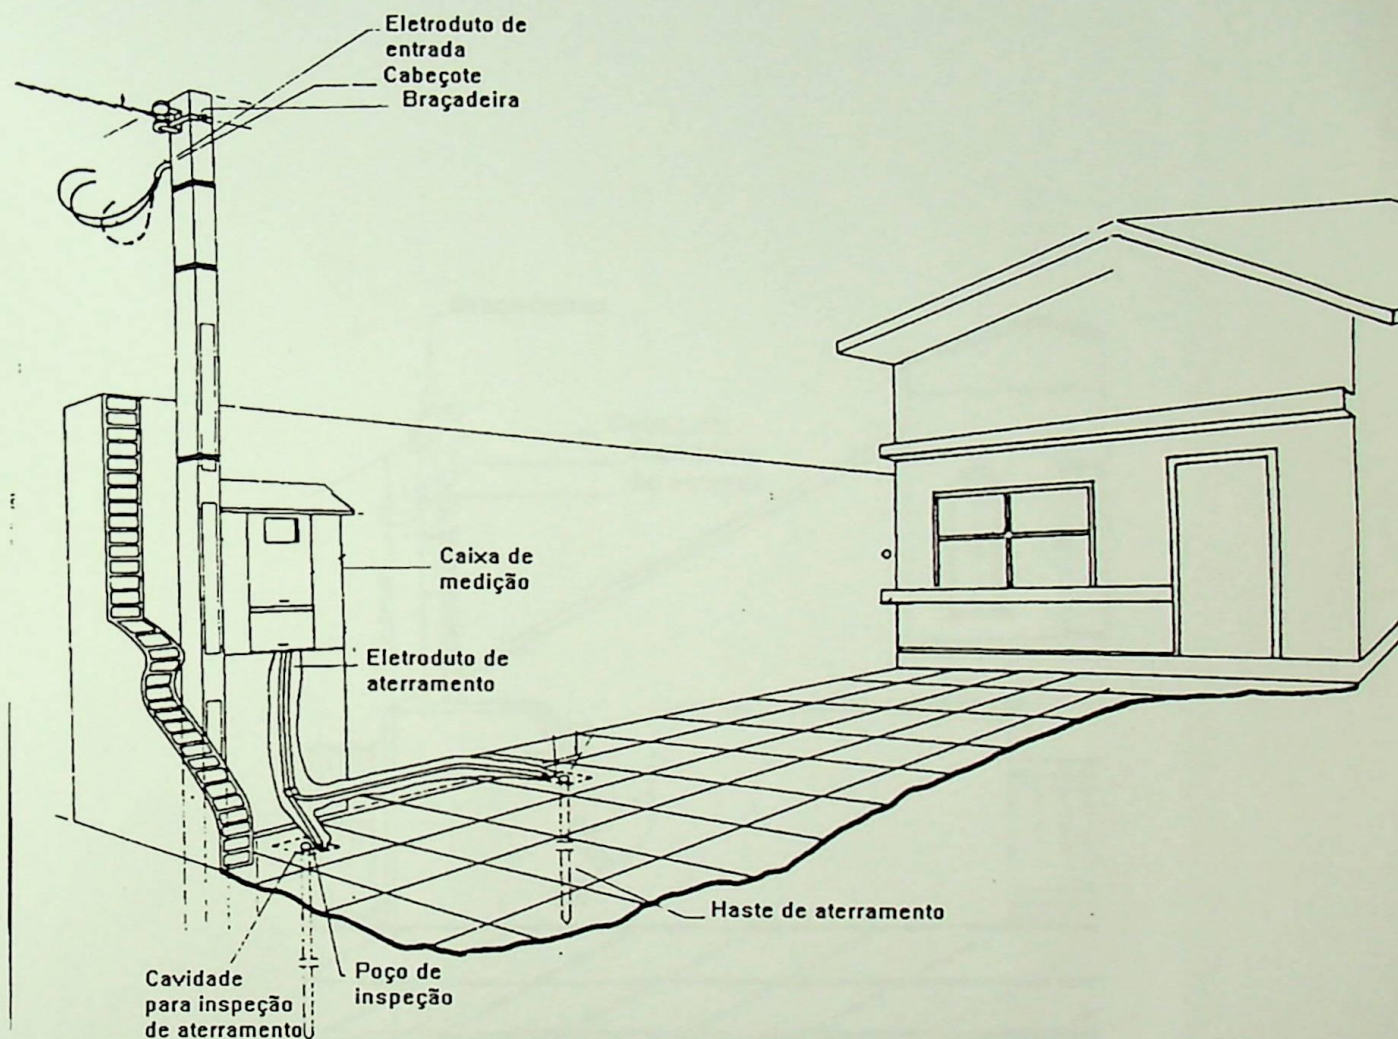 Eletroduto de
entrada
Cabeçote
Braçadeira
Caixa de
medição
Eletroduto de
aterramento
Haste de aterramento
Cavidade
para inspeção
de aterramento
Poço de
inspeção